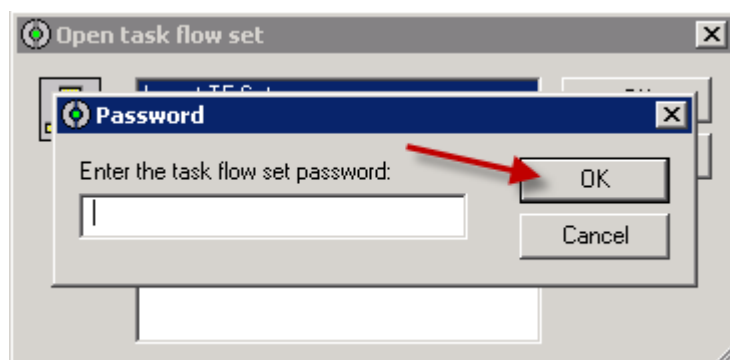 Open task flow set
Password
Enter the task flow set password:
OK
Cancel